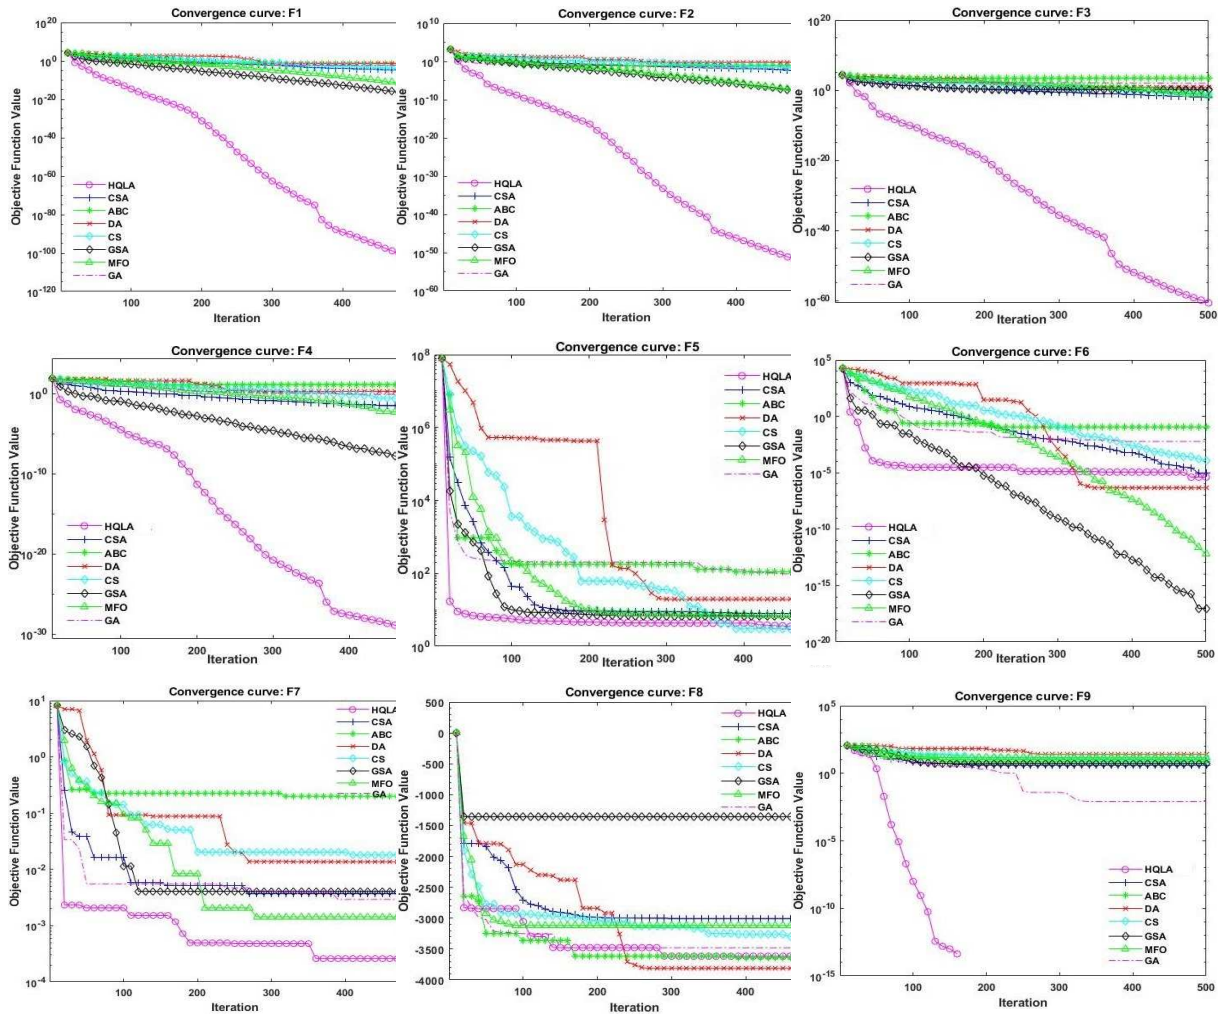 Convergence curve: F1
Objective Function Value
10^20
10^0
10^-20
10^-40
10^-60
10^-80
10^-100
10^-120
HQLA
CSA
ABC
DA
CS
GSA
MFO
GA
100 200 300 400
Iteration
Convergence curve: F2
Objective Function Value
10^10
10^0
10^-10
10^-20
10^-30
10^-40
10^-50
10^-60
HQLA
CSA
ABC
DA
CS
GSA
MFO
GA
100 200 300 400
Iteration
Convergence curve: F3
Objective Function Value
10^20
10^0
10^-20
10^-40
10^-60
HQLA
CSA
ABC
DA
CS
GSA
MFO
GA
100 200 300 400 500
Iteration
Convergence curve: F4
Objective Function Value
10^0
10^-10
10^-20
10^-30
HQLA
CSA
ABC
DA
CS
GSA
MFO
GA
100 200 300 400
Iteration
Convergence curve: F5
Objective Function Value
10^8
10^6
10^4
10^2
10^0
HQLA
CSA
ABC
DA
CS
GSA
MFO
GA
100 200 300 400
Iteration
Convergence curve: F6
Objective Function Value
10^5
10^0
10^-5
10^-10
10^-15
10^-20
HQLA
CSA
ABC
DA
CS
GSA
MFO
GA
100 200 300 400 500
Iteration
Convergence curve: F7
Objective Function Value
10^1
10^0
10^-1
10^-2
10^-3
10^-4
HQLA
CSA
ABC
DA
CS
GSA
MFO
GA
100 200 300 400
Iteration
Convergence curve: F8
Objective Function Value
500
0
-500
-1000
-1500
-2000
-2500
-3000
-3500
-4000
HQLA
CSA
ABC
DA
CS
GSA
MFO
GA
100 200 300 400
Iteration
Convergence curve: F9
Objective Function Value
10^5
10^0
10^-5
10^-10
10^-15
HQLA
CSA
ABC
DA
CS
GSA
MFO
GA
100 200 300 400 500
Iteration